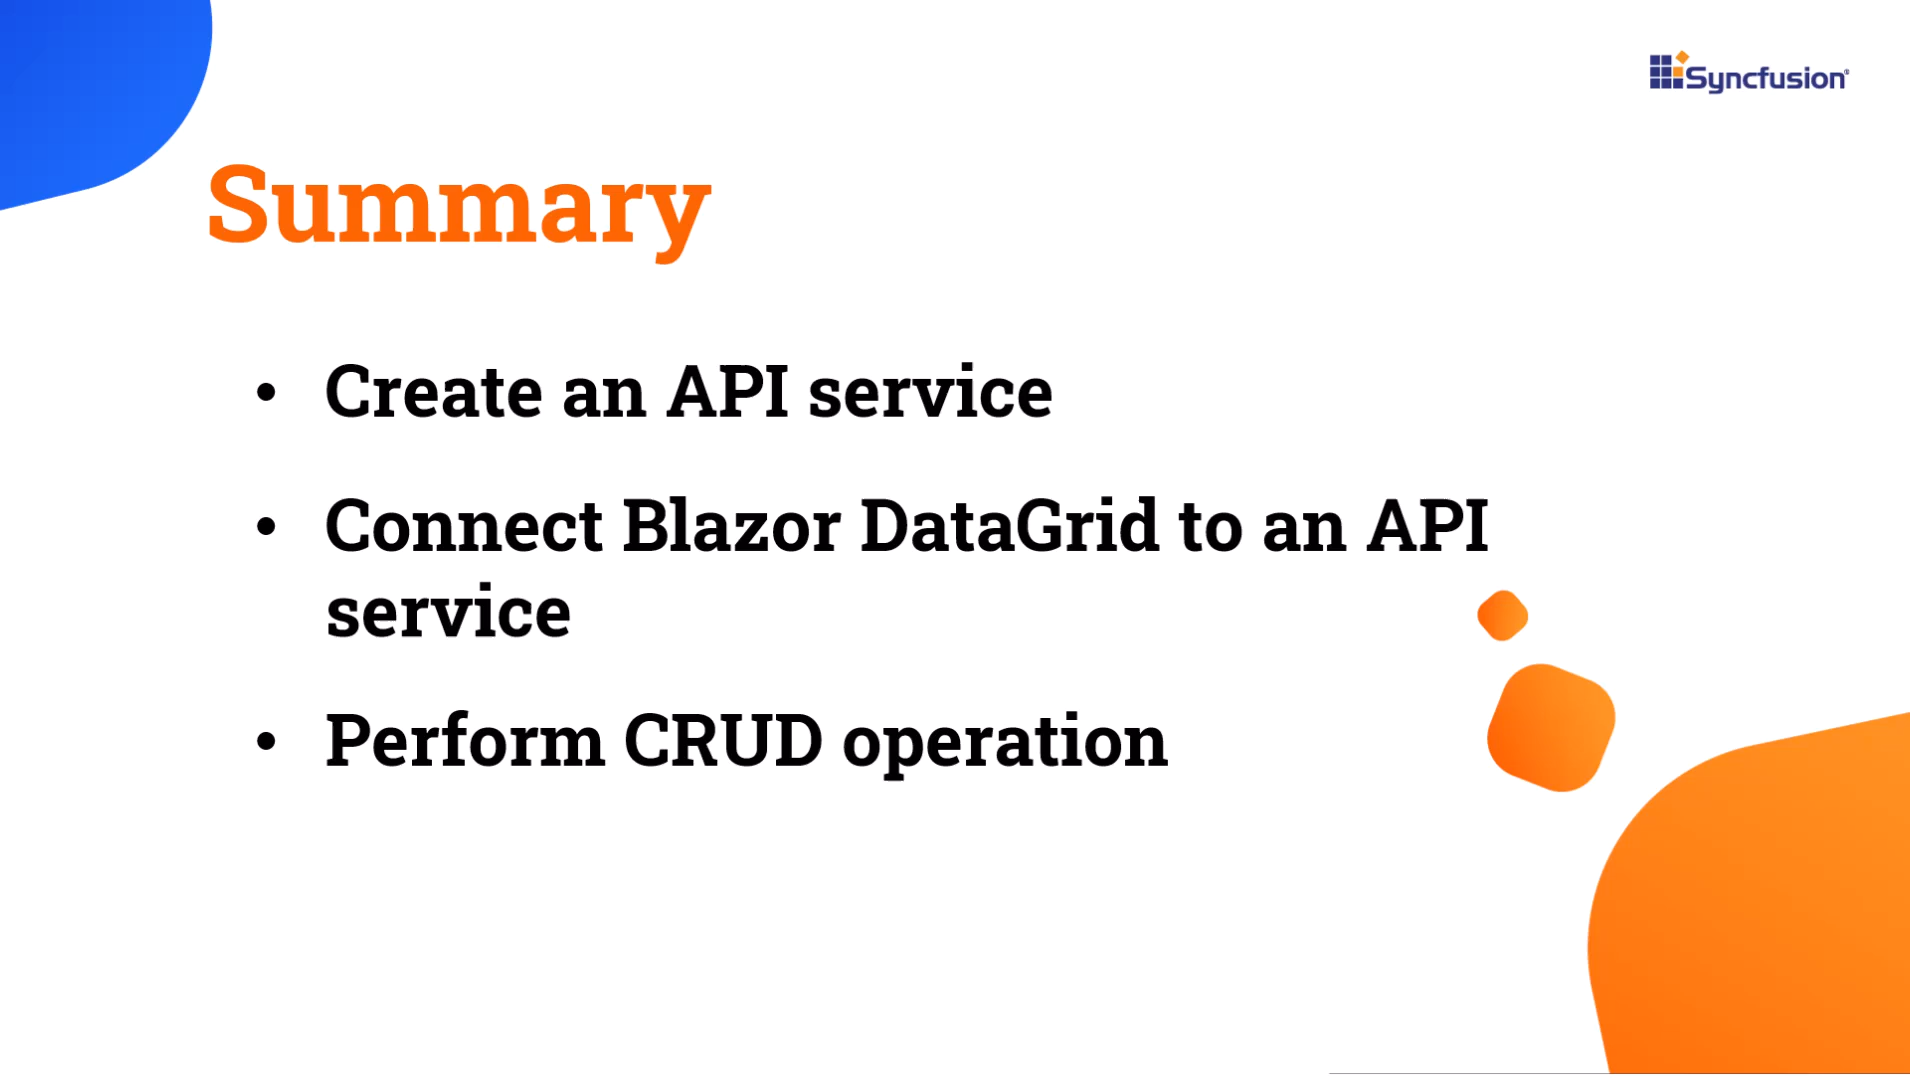 Syncfusion®
Summary
• Create an API service
• Connect Blazor DataGrid to an API
service
• Perform CRUD operation